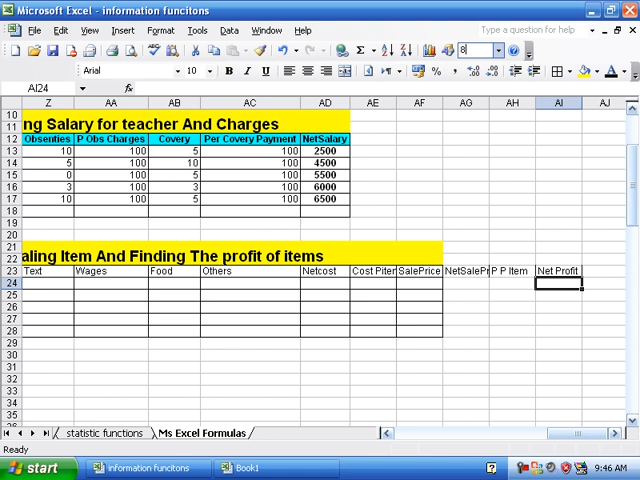 Microsoft Excel - information funcitons
File Edit View Insert Format Tools Data Window Help Type a question for help
8
Arial 10 B I U
AI24 fx
Z AA AB AC AD AE AF AG AH AI AJ
10
11 ng Salary for teacher And Charges
12 Obsenties P Obs Charges Covery Per Covery Payment NetSalary
13 10 100 5 100 2500
14 5 100 10 100 4500
15 0 100 5 100 5500
16 3 100 3 100 6000
17 10 100 5 100 6500
18
19
20
21
22 aling Item And Finding The profit of items
23 Text Wages Food Others Netcost Cost Piter SalePrice NetSalePr P P Item Net Profit
24
25
26
27
28
29
30
31
32
33
34
35
statistic functions Ms Excel Formulas
Ready
start information funcitons Book1 9:46 AM